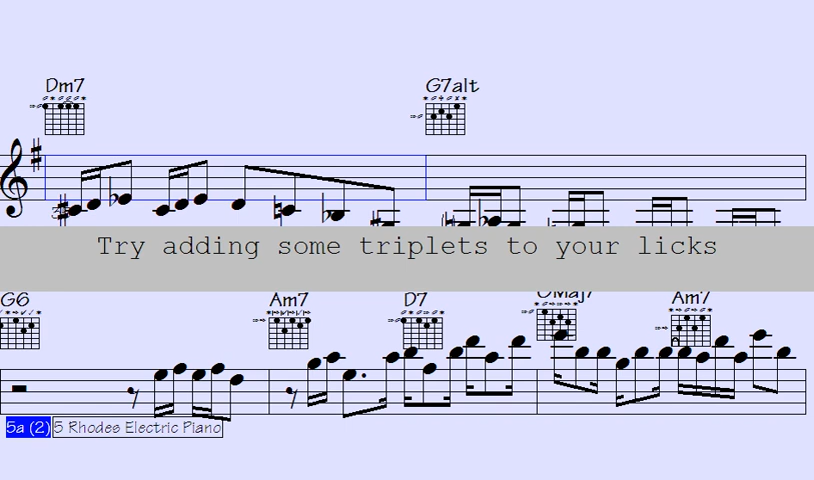 Dm7 G7alt
Try adding some triplets to your licks
G6 Am7 D7 GMaj7 Am7
5a (2) 5 Rhodes Electric Piano